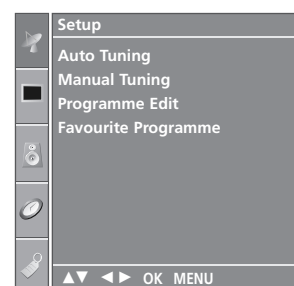 Setup
Auto Tuning
Manual Tuning
Programme Edit
Favourite Programme
▲▼ ◄► OK MENU